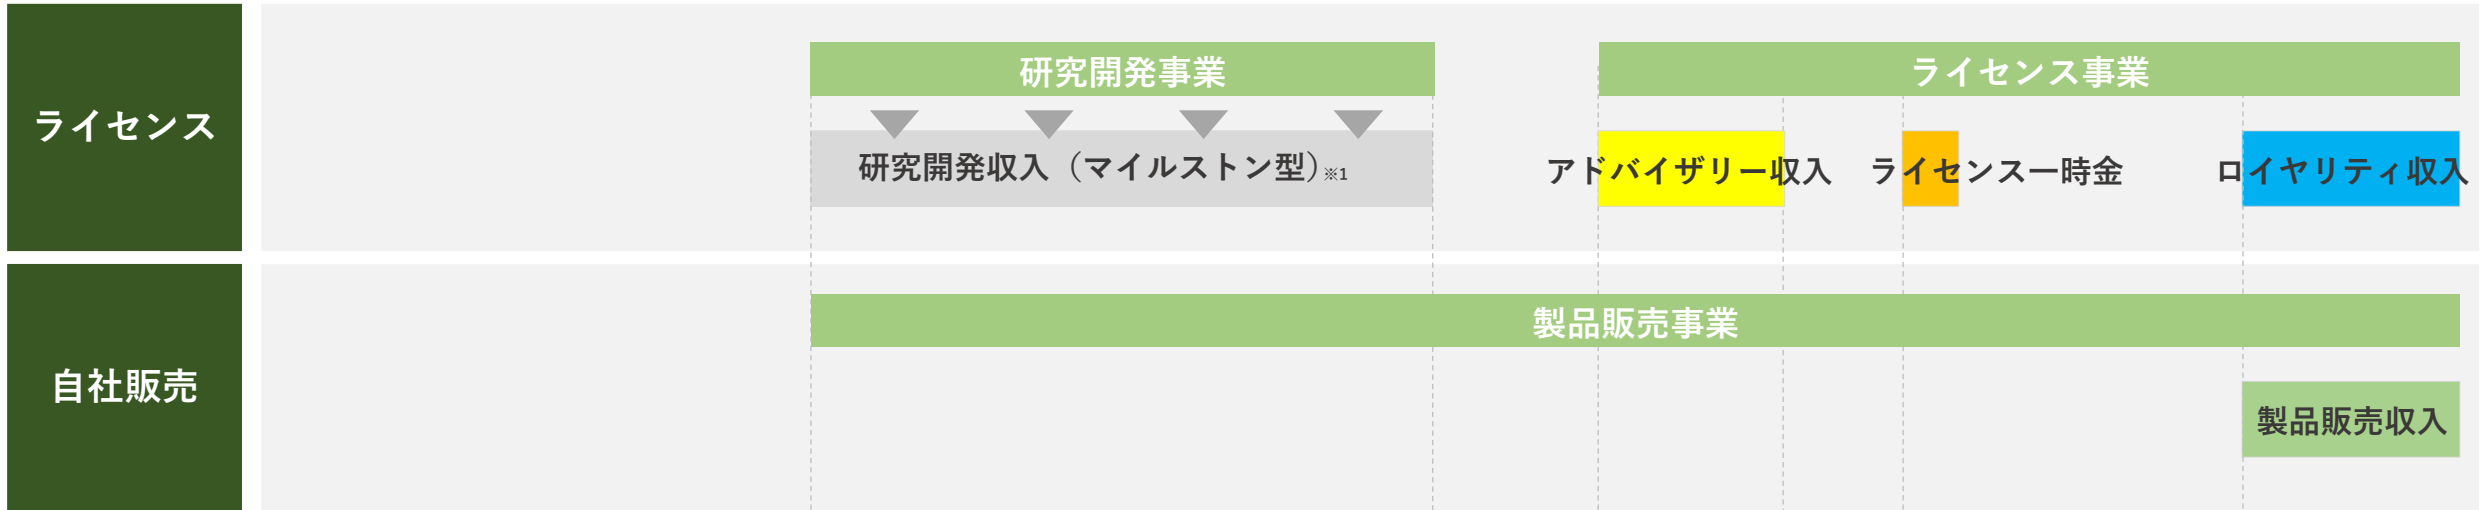 ライセンス
研究開発事業
ライセンス事業
研究開発収入（マイルストン型）※1
アドバイザリー収入
ライセンス一時金
ロイヤリティ収入
自社販売
製品販売事業
製品販売収入